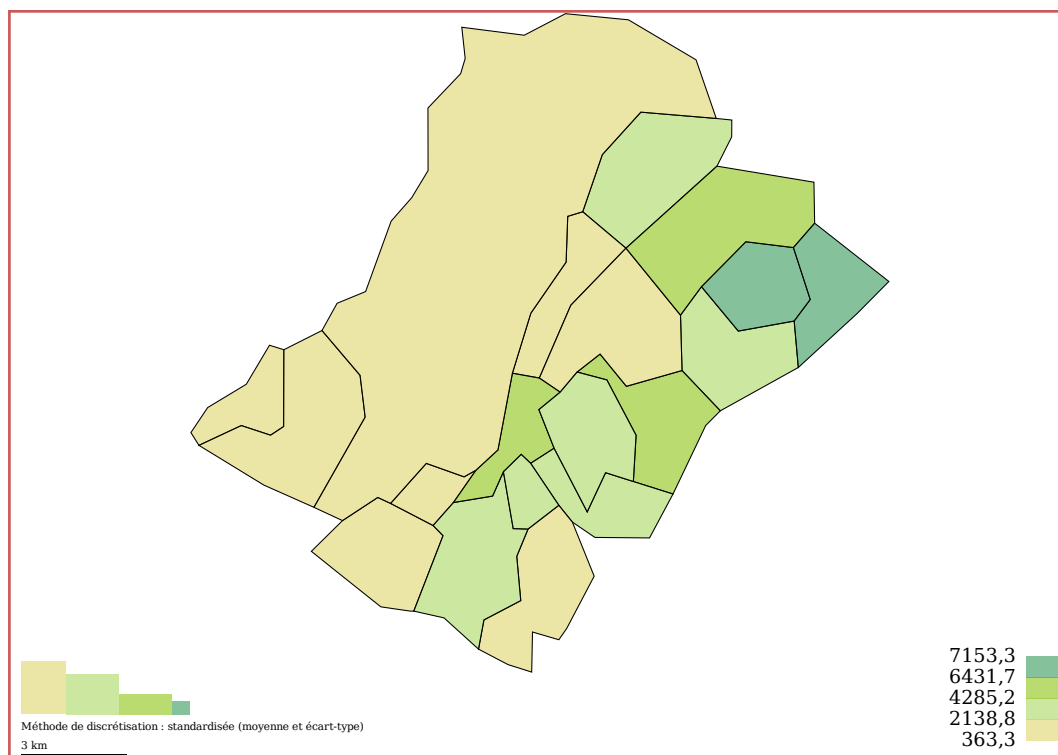 7153,3
6431,7
4285,2
2138,8
363,3
Méthode de discrétisation : standardisée (moyenne et écart-type)
3 km